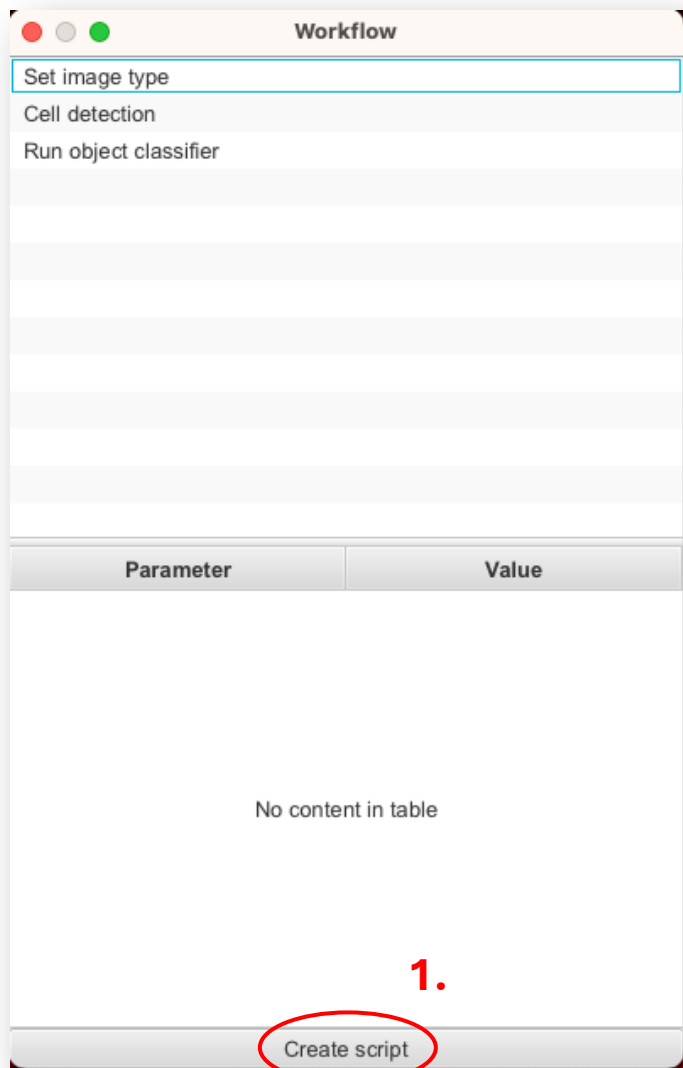 Workflow
Set image type
Cell detection
Run object classifier
Parameter Value
No content in table
1.
Create script